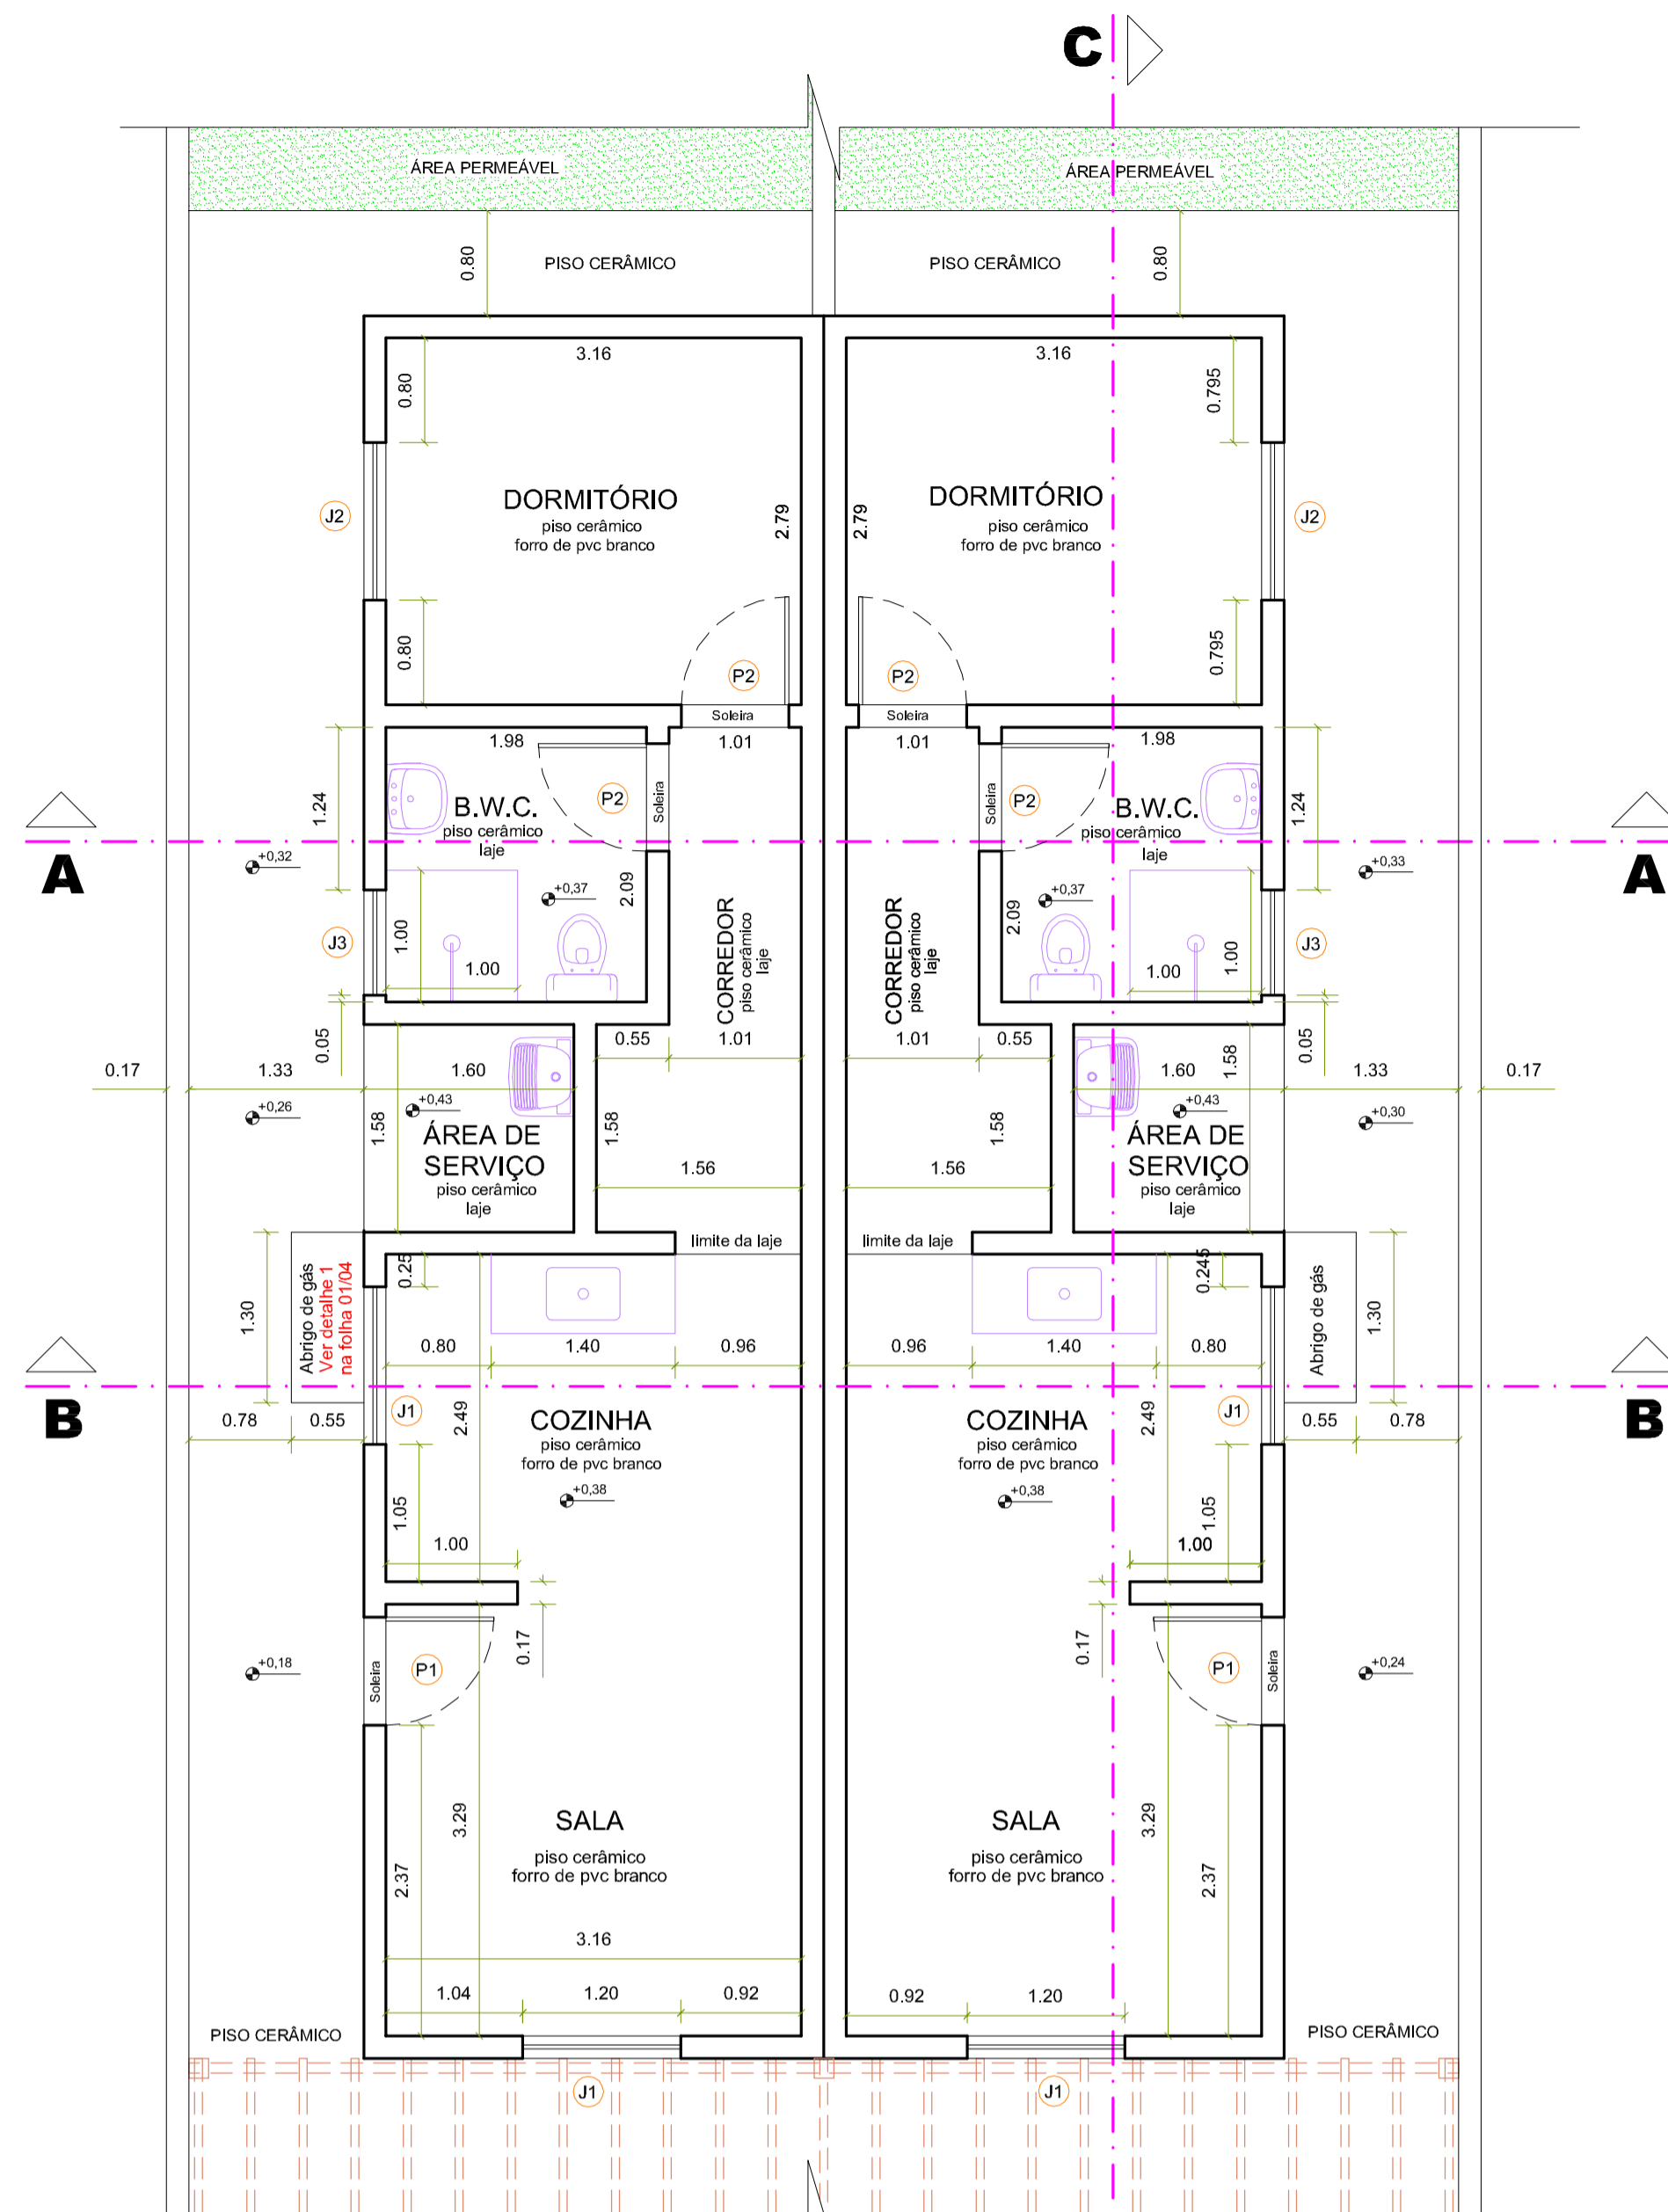 C
ÁREA PERMEÁVEL
ÁREA PERMEÁVEL
0.80
PISO CERÂMICO
PISO CERÂMICO
0.80
3.16
3.16
0.80
0.795
J2
DORMITÓRIO
piso cerâmico
forro de pvc branco
2.79
2.79
DORMITÓRIO
piso cerâmico
forro de pvc branco
J2
0.80
P2
P2
0.795
Soleira
Soleira
1.98
1.01
1.01
1.98
1.24
B.W.C.
piso cerâmico
laje
P2
Soleira
Soleira
P2
B.W.C.
piso cerâmico
laje
1.24
A
+0,32
+0,37
2.09
+0,37
2.09
+0,33
A
J3
1.00
1.00
CORREDOR
piso cerâmico
laje
CORREDOR
piso cerâmico
laje
1.00
1.00
J3
0.05
0.55
1.01
1.01
0.55
1.58
0.05
0.17
1.33
1.60
1.60
1.33
0.17
+0,26
+0,43
+0,43
+0,30
1.58
ÁREA DE
SERVIÇO
piso cerâmico
laje
1.58
1.56
1.56
1.58
ÁREA DE
SERVIÇO
piso cerâmico
laje
limite da laje
limite da laje
0.25
0.245
1.30
Abrigo de gás
Ver detalhe 1
na folha 01/04
Abrigo de gás
1.30
0.80
1.40
0.96
0.96
1.40
0.80
B
0.78
0.55
J1
2.49
COZINHA
piso cerâmico
forro de pvc branco
+0,38
COZINHA
piso cerâmico
forro de pvc branco
+0,38
2.49
J1
0.55
0.78
B
1.05
1.00
1.05
1.00
0.17
0.17
+0,18
Soleira
P1
P1
Soleira
+0,24
3.29
2.37
SALA
piso cerâmico
forro de pvc branco
SALA
piso cerâmico
forro de pvc branco
3.29
2.37
3.16
1.04
1.20
0.92
0.92
1.20
PISO CERÂMICO
PISO CERÂMICO
J1
J1